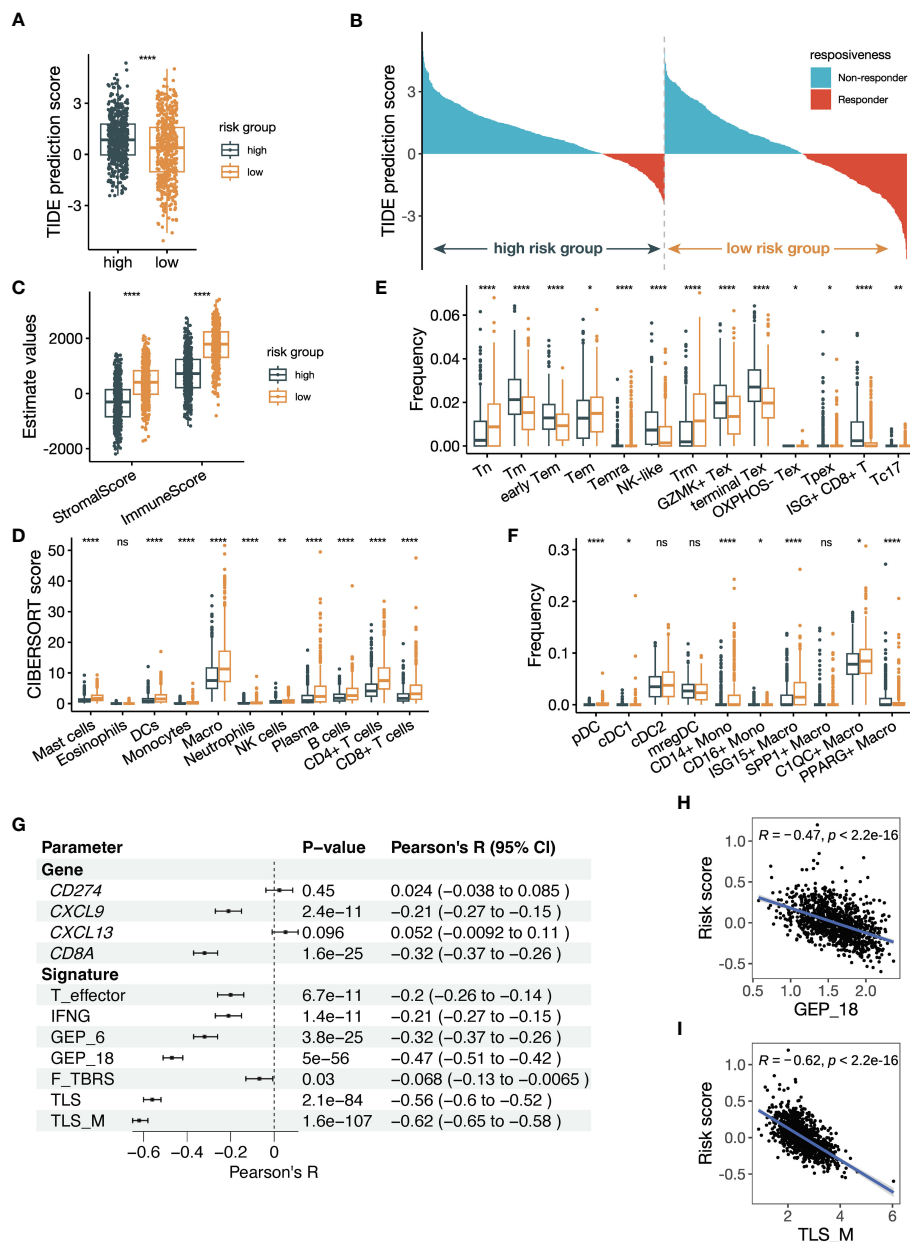 A
****
TIDE prediction score
3
0
-3
high
low
risk group
high
low
B
TIDE prediction score
3
0
-3
resposiveness
Non-responder
Responder
high risk group
low risk group
C
**** ****
Estimate values
2000
0
-2000
StromalScore
ImmuneScore
risk group
high
low
E
**** **** **** * **** **** **** **** **** * * **** **
Frequency
0.06
0.04
0.02
0.00
Tn
Tm
early Tem
Tem
Temra
NK-like
Trm
GZMK+ Tex
terminal Tex
OXPHOS- Tex
Tpex
ISG+ CD8+ T
Tc17
D
**** ns **** **** **** **** ** **** **** **** ****
CIBERSORT score
50
40
30
20
10
0
Mast cells
Eosinophils
DCs
Monocytes
Macro
Neutrophils
NK cells
Plasma
B cells
CD4+ T cells
CD8+ T cells
F
**** * ns ns **** * **** ns * ****
Frequency
0.3
0.2
0.1
0.0
pDC
cDC1
cDC2
mregDC
CD14+ Mono
CD16+ Mono
ISG15+ Macro
SPP1+ Macro
C1QC+ Macro
PPARG+ Macro
G
Parameter P−value Pearson's R (95% CI)
Gene
CD274 0.45 0.024 (−0.038 to 0.085 )
CXCL9 2.4e−11 −0.21 (−0.27 to −0.15 )
CXCL13 0.096 0.052 (−0.0092 to 0.11 )
CD8A 1.6e−25 −0.32 (−0.37 to −0.26 )
Signature
T_effector 6.7e−11 −0.2 (−0.26 to −0.14 )
IFNG 1.4e−11 −0.21 (−0.27 to −0.15 )
GEP_6 3.8e−25 −0.32 (−0.37 to −0.26 )
GEP_18 5e−56 −0.47 (−0.51 to −0.42 )
F_TBRS 0.03 −0.068 (−0.13 to −0.0065 )
TLS 2.1e−84 −0.56 (−0.6 to −0.52 )
TLS_M 1.6e−107 −0.62 (−0.65 to −0.58 )
−0.6 −0.4 −0.2 0
Pearson's R
H
R = −0.47, p < 2.2e-16
Risk score
1.0
0.5
0.0
-0.5
0.5 1.0 1.5 2.0
GEP_18
I
R = −0.62, p < 2.2e-16
Risk score
1.0
0.5
0.0
-0.5
2 4 6
TLS_M